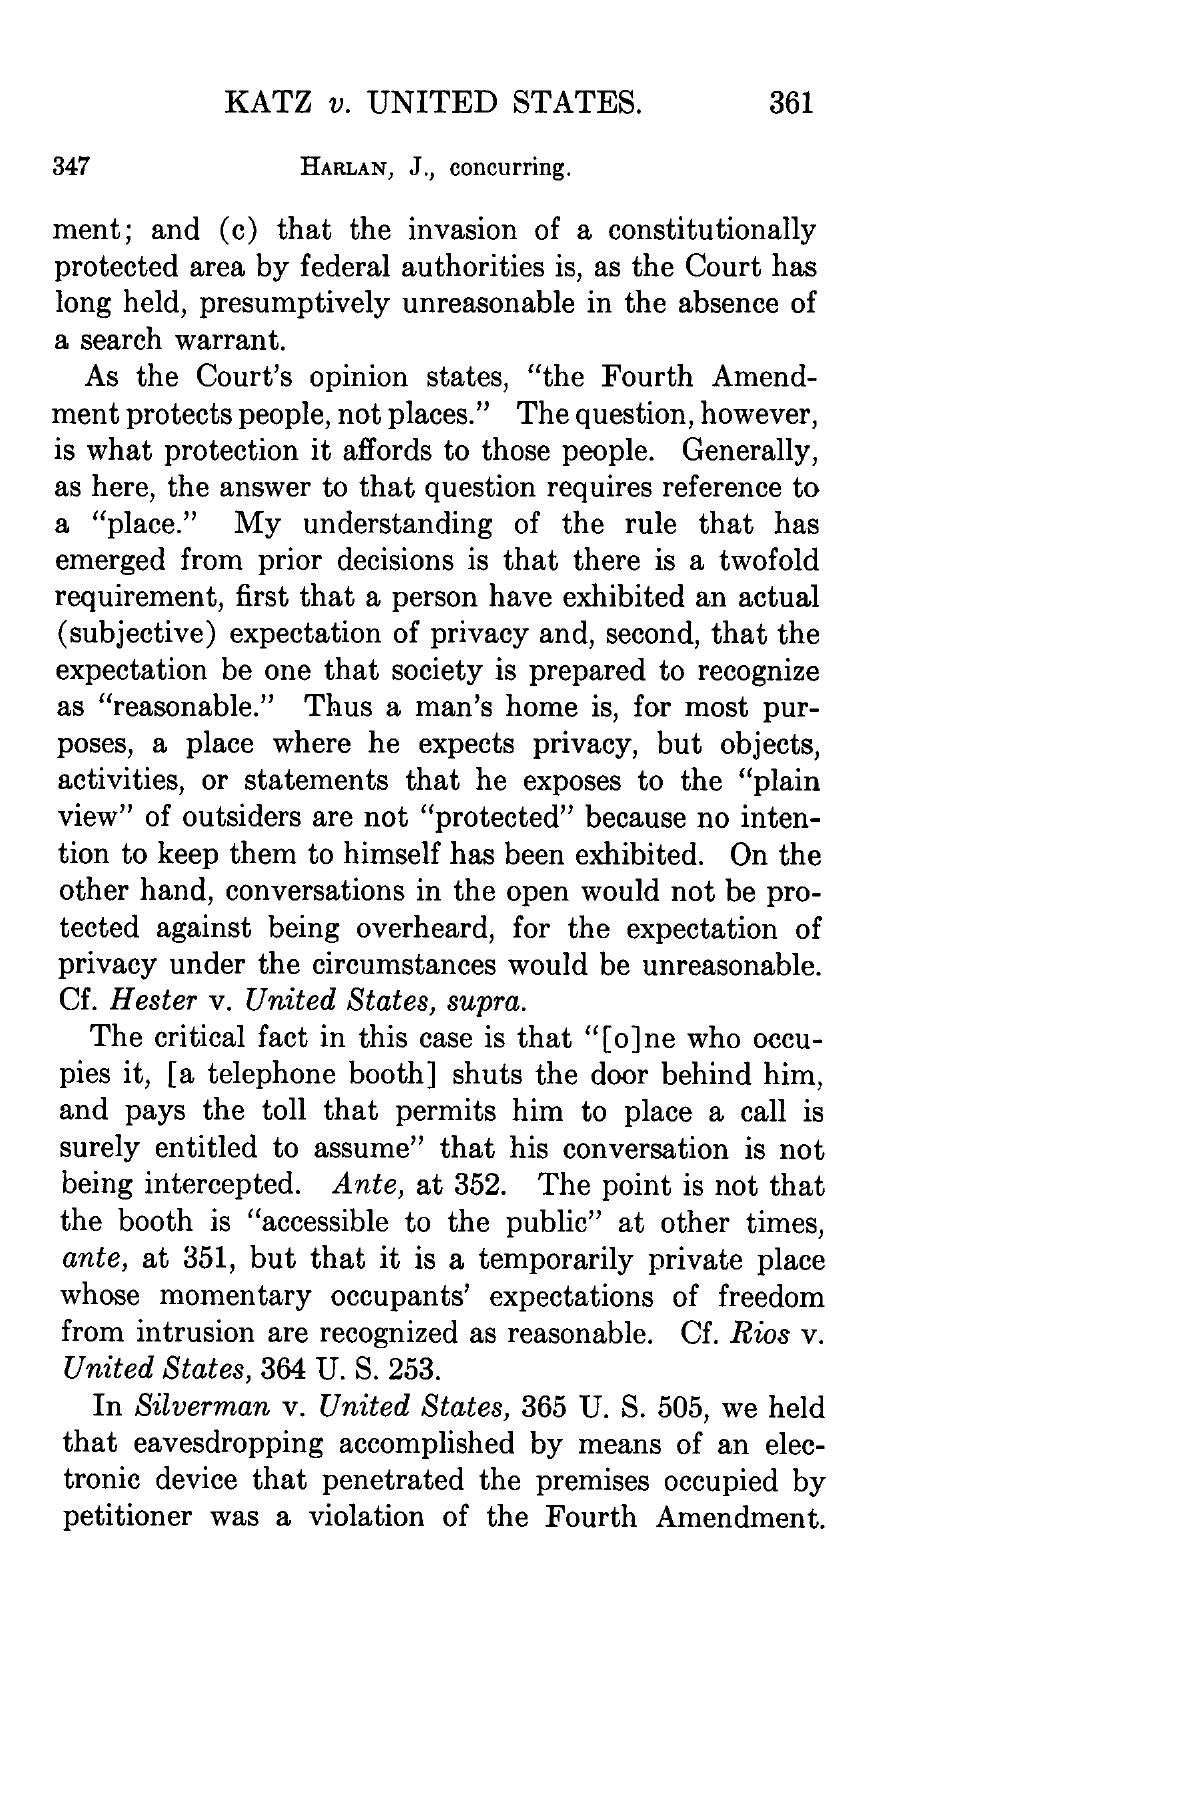 KATZ v. UNITED STATES. 361
347 HARLAN, J., concurring.
ment; and (c) that the invasion of a constitutionally
protected area by federal authorities is, as the Court has
long held, presumptively unreasonable in the absence of
a search warrant.
As the Court's opinion states, "the Fourth Amend-
ment protects people, not places." The question, however,
is what protection it affords to those people. Generally,
as here, the answer to that question requires reference to
a "place." My understanding of the rule that has
emerged from prior decisions is that there is a twofold
requirement, first that a person have exhibited an actual
(subjective) expectation of privacy and, second, that the
expectation be one that society is prepared to recognize
as "reasonable." Thus a man's home is, for most pur-
poses, a place where he expects privacy, but objects,
activities, or statements that he exposes to the "plain
view" of outsiders are not "protected" because no inten-
tion to keep them to himself has been exhibited. On the
other hand, conversations in the open would not be pro-
tected against being overheard, for the expectation of
privacy under the circumstances would be unreasonable.
Cf. Hester v. United States, supra.
The critical fact in this case is that "[o]ne who occu-
pies it, [a telephone booth] shuts the door behind him,
and pays the toll that permits him to place a call is
surely entitled to assume" that his conversation is not
being intercepted. Ante, at 352. The point is not that
the booth is "accessible to the public" at other times,
ante, at 351, but that it is a temporarily private place
whose momentary occupants' expectations of freedom
from intrusion are recognized as reasonable. Cf. Rios v.
United States, 364 U. S. 253.
In Silverman v. United States, 365 U. S. 505, we held
that eavesdropping accomplished by means of an elec-
tronic device that penetrated the premises occupied by
petitioner was a violation of the Fourth Amendment.